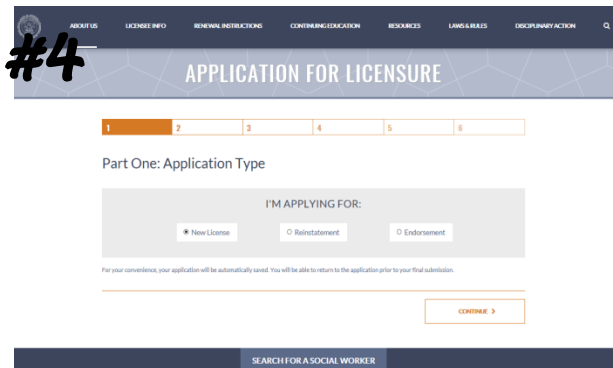 ABOUT US LICENSEE INFO RENEWAL INSTRUCTIONS CONTINUING EDUCATION RESOURCES LAWS & RULES DISCIPLINARY ACTION
#4
APPLICATION FOR LICENSURE
1 2 3 4 5 6
Part One: Application Type
I'M APPLYING FOR:
New License Reinstatement Endorsement
For your convenience, your application will be automatically saved. You will be able to return to the application prior to your final submission.
CONTINUE >
SEARCH FOR A SOCIAL WORKER